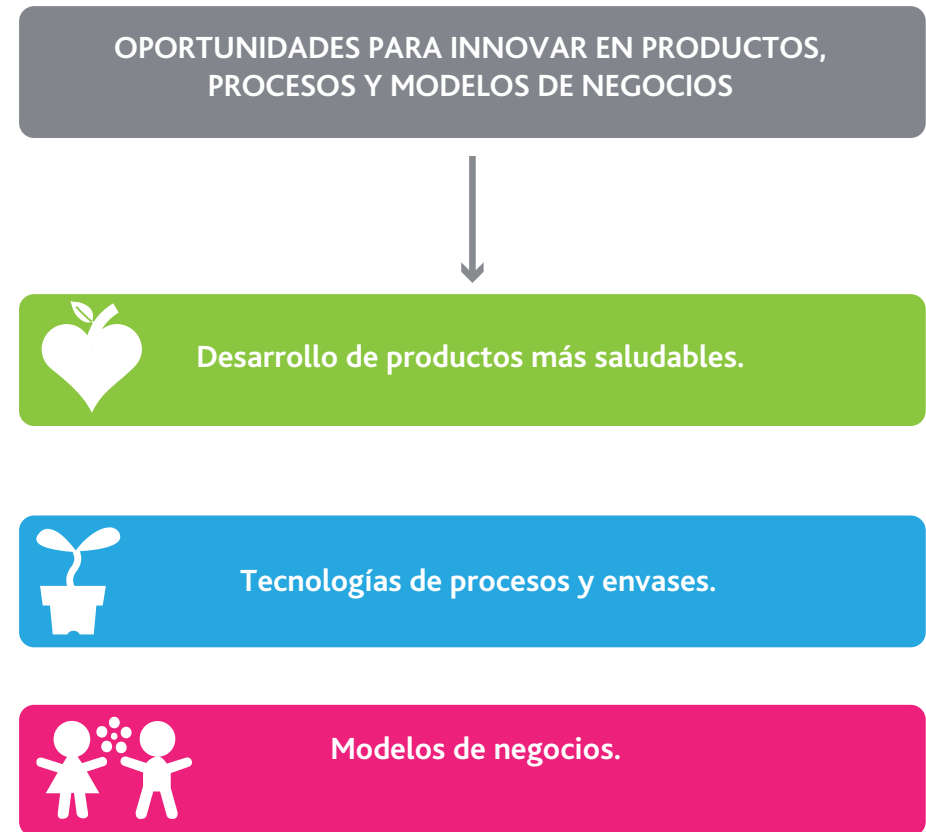 OPORTUNIDADES PARA INNOVAR EN PRODUCTOS,
PROCESOS Y MODELOS DE NEGOCIOS
Desarrollo de productos más saludables.
Tecnologías de procesos y envases.
Modelos de negocios.